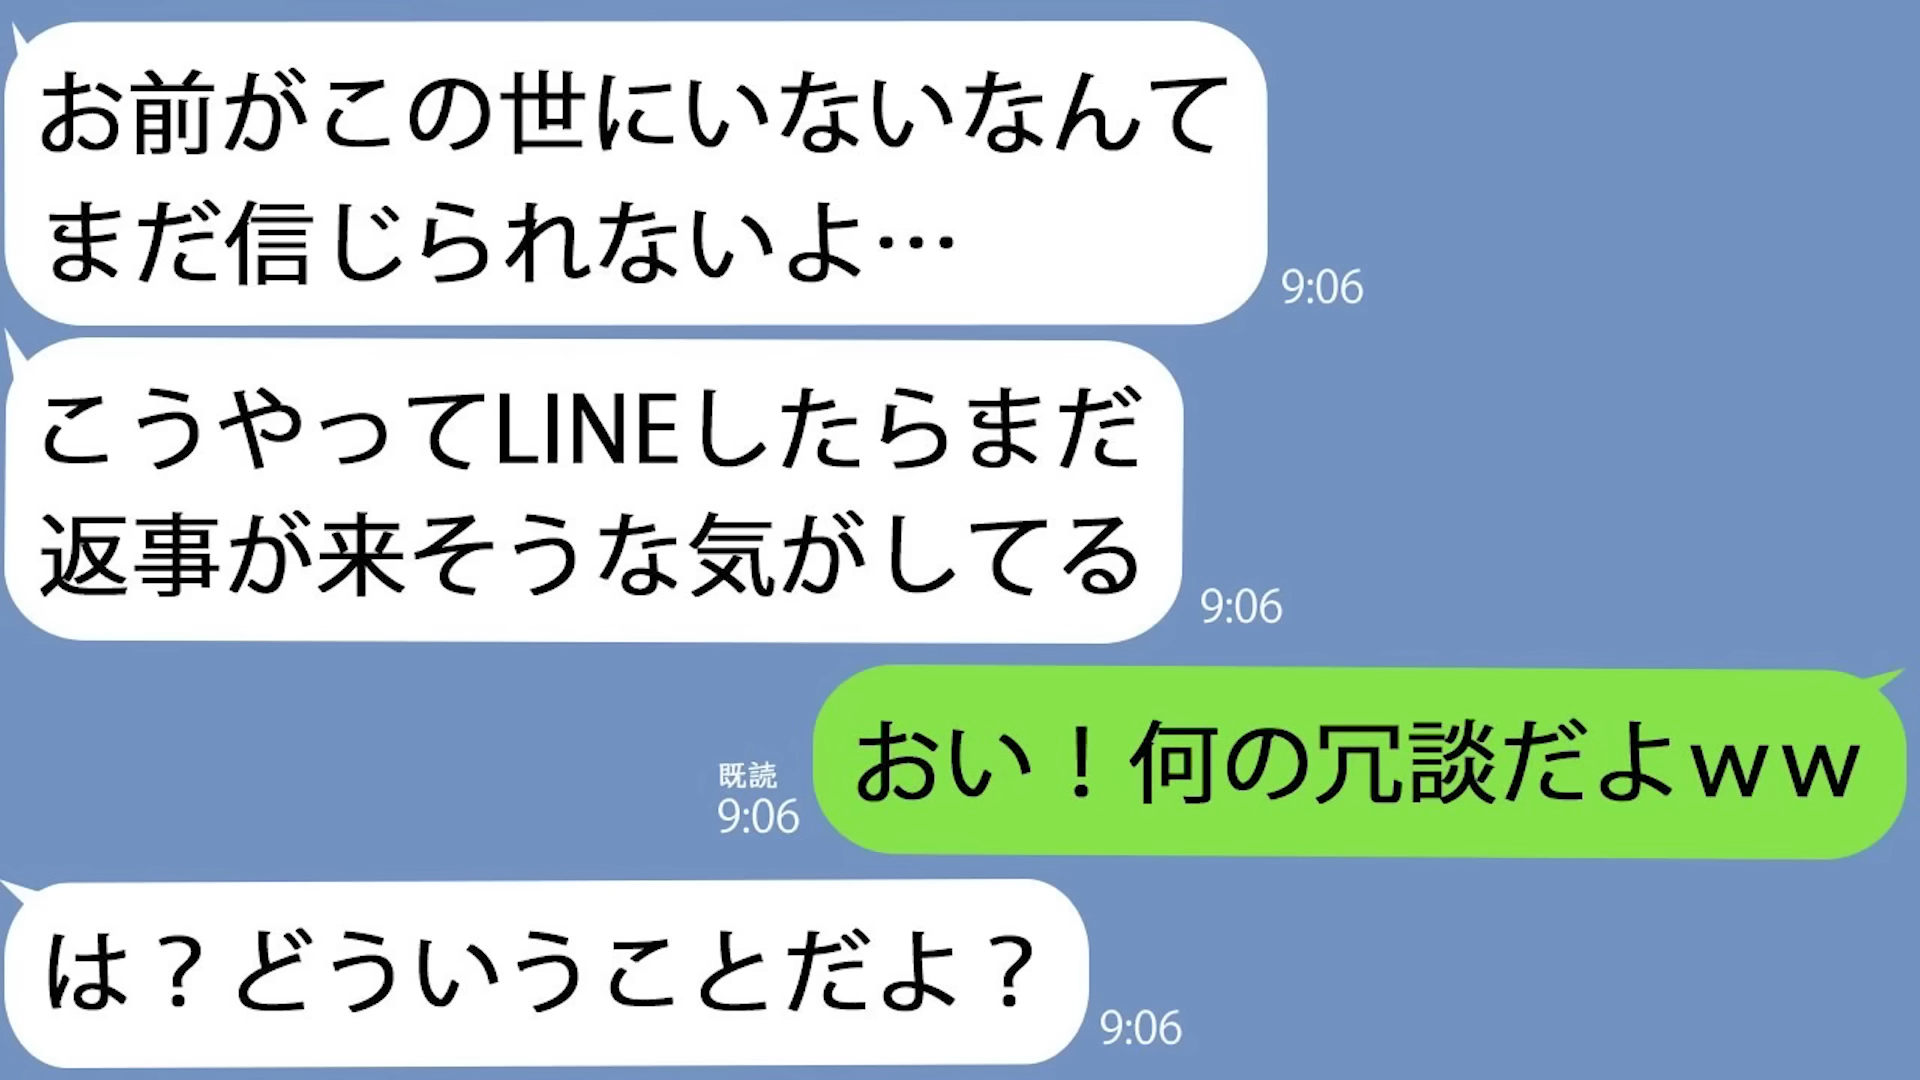 お前がこの世にいないなんて
まだ信じられないよ…
9:06
こうやってLINEしたらまだ
返事が来そうな気がしてる
9:06
おい！何の冗談だよｗｗ
既読
9:06
は？どういうことだよ？
9:06